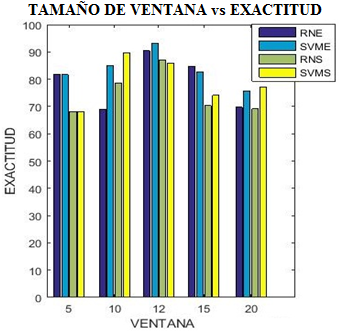 TAMAÑO DE VENTANA vs EXACTITUD
RNE
SVME
RNS
SVMS
EXACTITUD
100
90
80
70
60
50
40
30
20
10
0
5 10 12 15 20
VENTANA